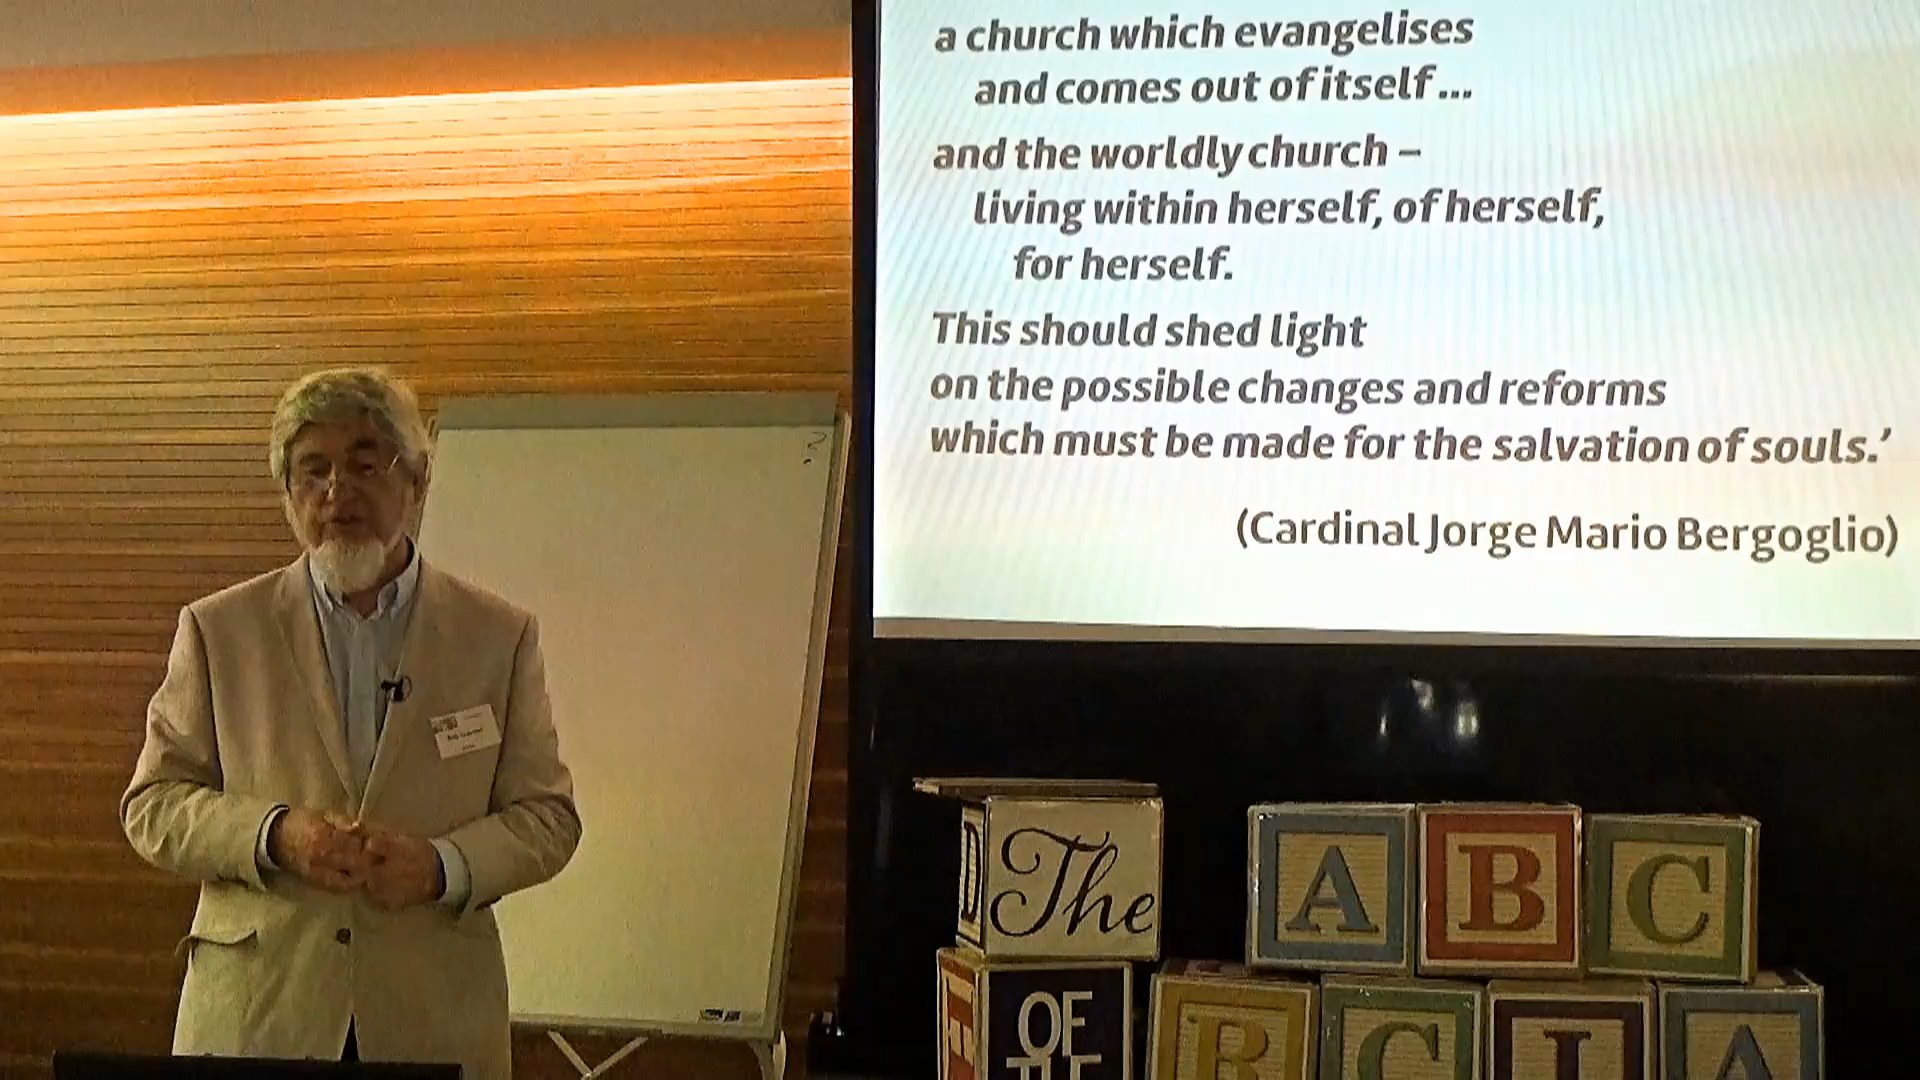 a church which evangelises
and comes out of itself...
and the worldly church –
living within herself, of herself,
for herself.
This should shed light
on the possible changes and reforms
which must be made for the salvation of souls.’
(Cardinal Jorge Mario Bergoglio)
?
D
The
A B C
OF
R C I A